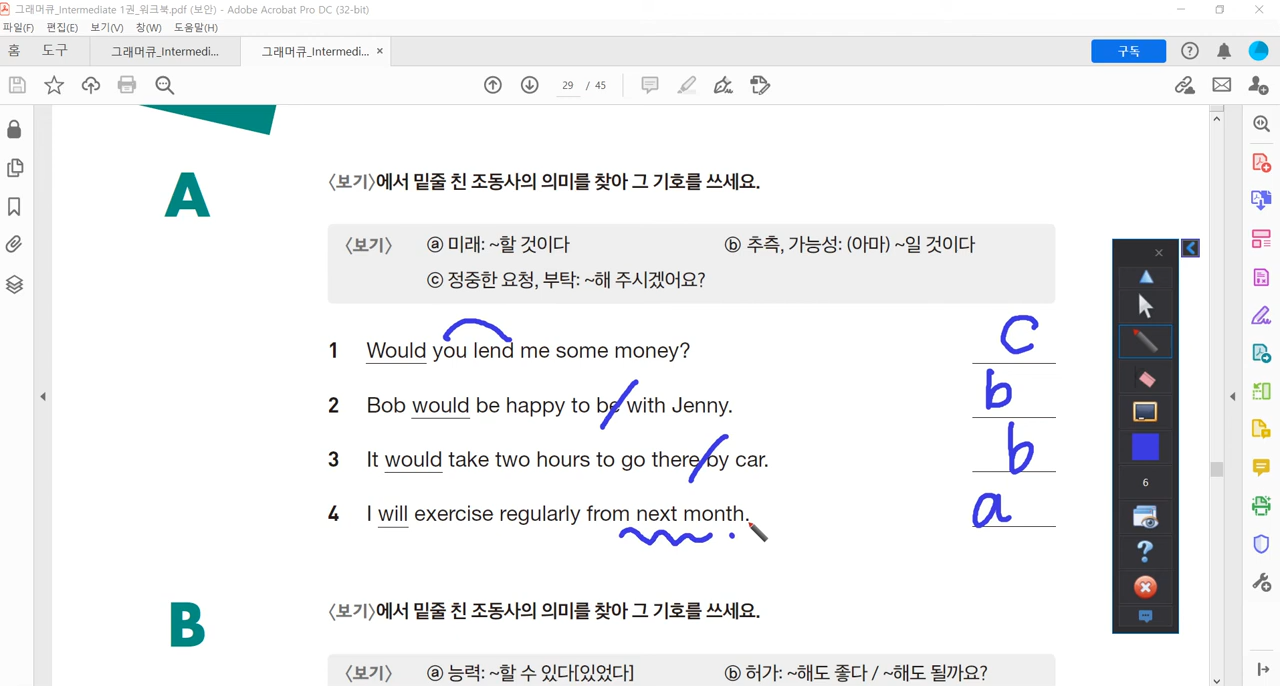 그래머큐_Intermediate 1권_워크북.pdf (보안) - Adobe Acrobat Pro DC (32-bit)
파일(F) 편집(E) 보기(V) 창(W) 도움말(H)
홈 도구 그래머큐_Intermedi... 그래머큐_Intermedi... × 구독
29 / 45
A
〈보기〉에서 밑줄 친 조동사의 의미를 찾아 그 기호를 쓰세요.
〈보기〉 ⓐ 미래: ~할 것이다 ⓑ 추측, 가능성: (아마) ~일 것이다
ⓒ 정중한 요청, 부탁: ~해 주시겠어요?
1 Would you lend me some money? C
2 Bob would be happy to be with Jenny. b
3 It would take two hours to go there by car. b
4 I will exercise regularly from next month. a
6
B
〈보기〉에서 밑줄 친 조동사의 의미를 찾아 그 기호를 쓰세요.
〈보기〉 ⓐ 능력: ~할 수 있다[있었다] ⓑ 허가: ~해도 좋다 / ~해도 될까요?